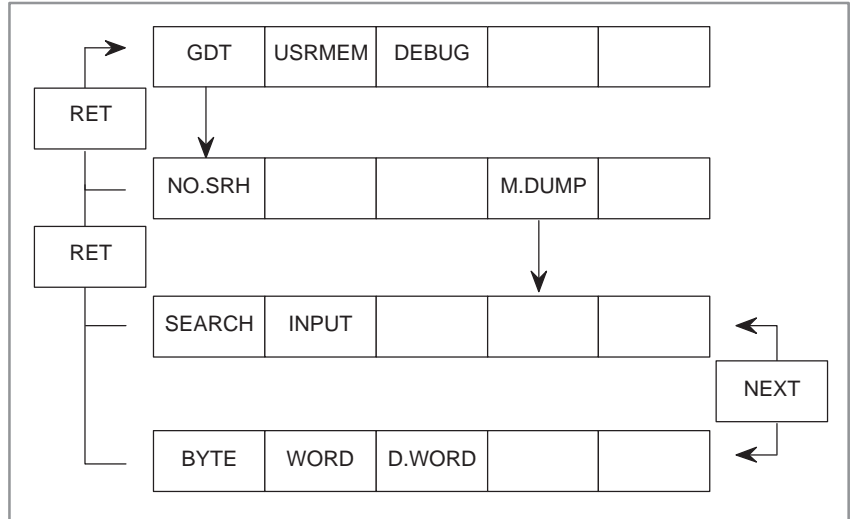 GDT USRMEM DEBUG
RET
NO.SRH M.DUMP
RET
SEARCH INPUT
NEXT
BYTE WORD D.WORD